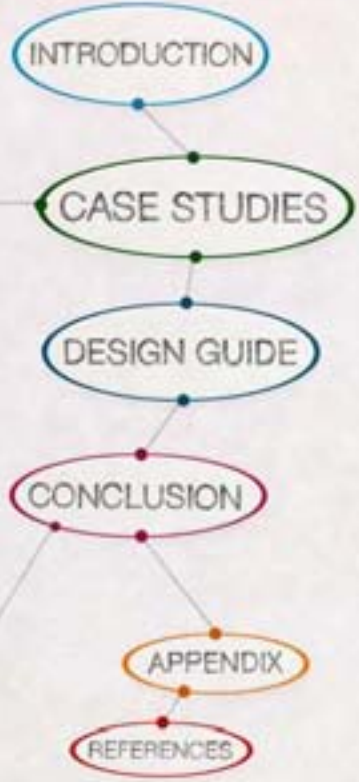 INTRODUCTION
CASE STUDIES
DESIGN GUIDE
CONCLUSION
APPENDIX
REFERENCES